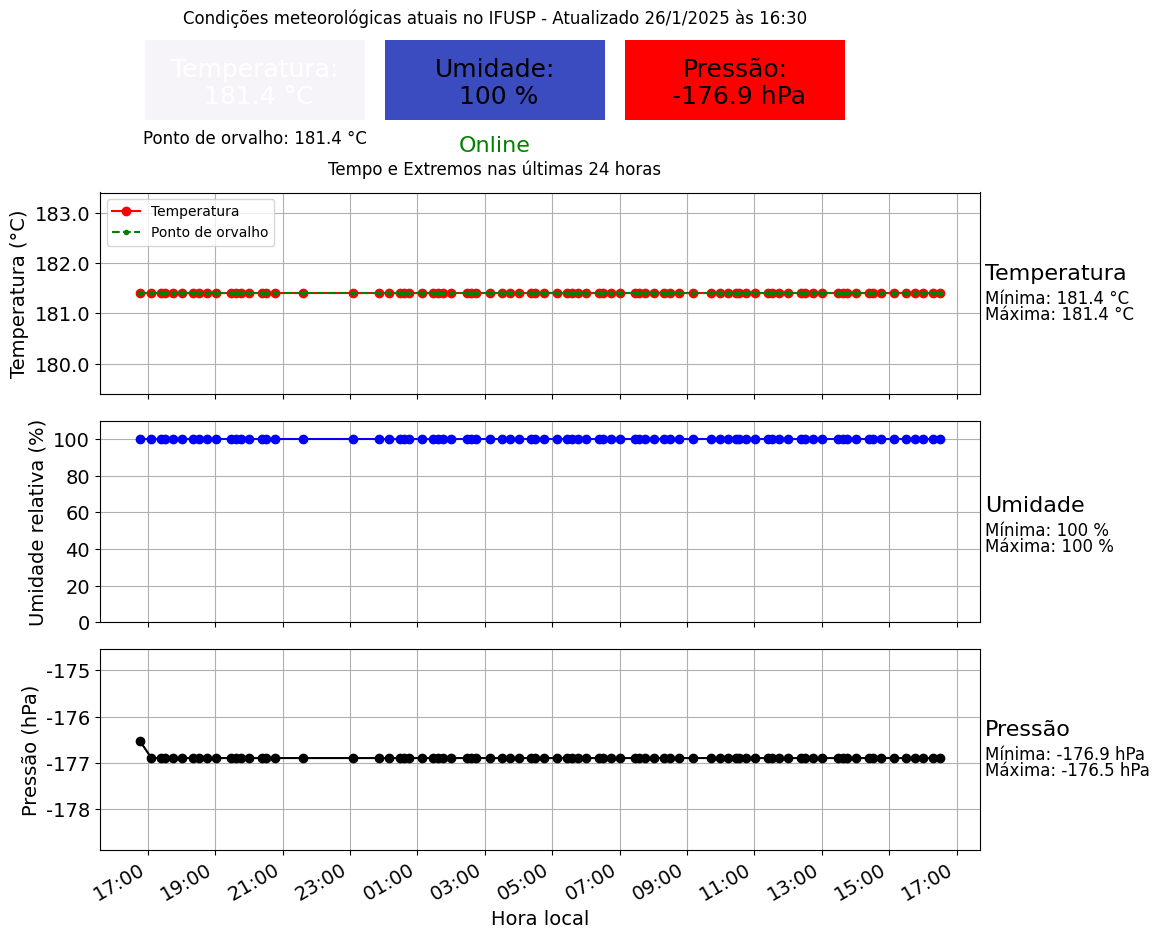 Condições meteorológicas atuais no IFUSP - Atualizado 26/1/2025 às 16:30
Temperatura:
181.4 °C
Umidade:
100 %
Pressão:
-176.9 hPa
Ponto de orvalho: 181.4 °C
Online
Tempo e Extremos nas últimas 24 horas
Temperatura (°C)
183.0
182.0
181.0
180.0
Temperatura
Ponto de orvalho
Temperatura
Mínima: 181.4 °C
Máxima: 181.4 °C
Umidade relativa (%)
100
80
60
40
20
0
Umidade
Mínima: 100 %
Máxima: 100 %
Pressão (hPa)
-175
-176
-177
-178
Pressão
Mínima: -176.9 hPa
Máxima: -176.5 hPa
17:00 19:00 21:00 23:00 01:00 03:00 05:00 07:00 09:00 11:00 13:00 15:00 17:00
Hora local